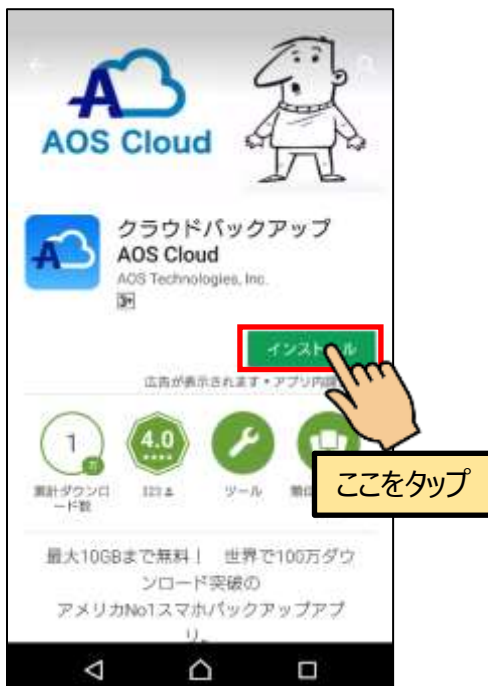 AOS Cloud
クラウドバックアップ
AOS Cloud
AOS Technologies, Inc.
3+
インスト ル
広告が表示されます・アプリ内課
1
万
4.0
累計ダウンロ
ード数
ツール
ここをタップ
最大10GBまで無料!　世界で100万ダウ
ンロード突破の
アメリカNo1スマホバックアップアプ
リ。